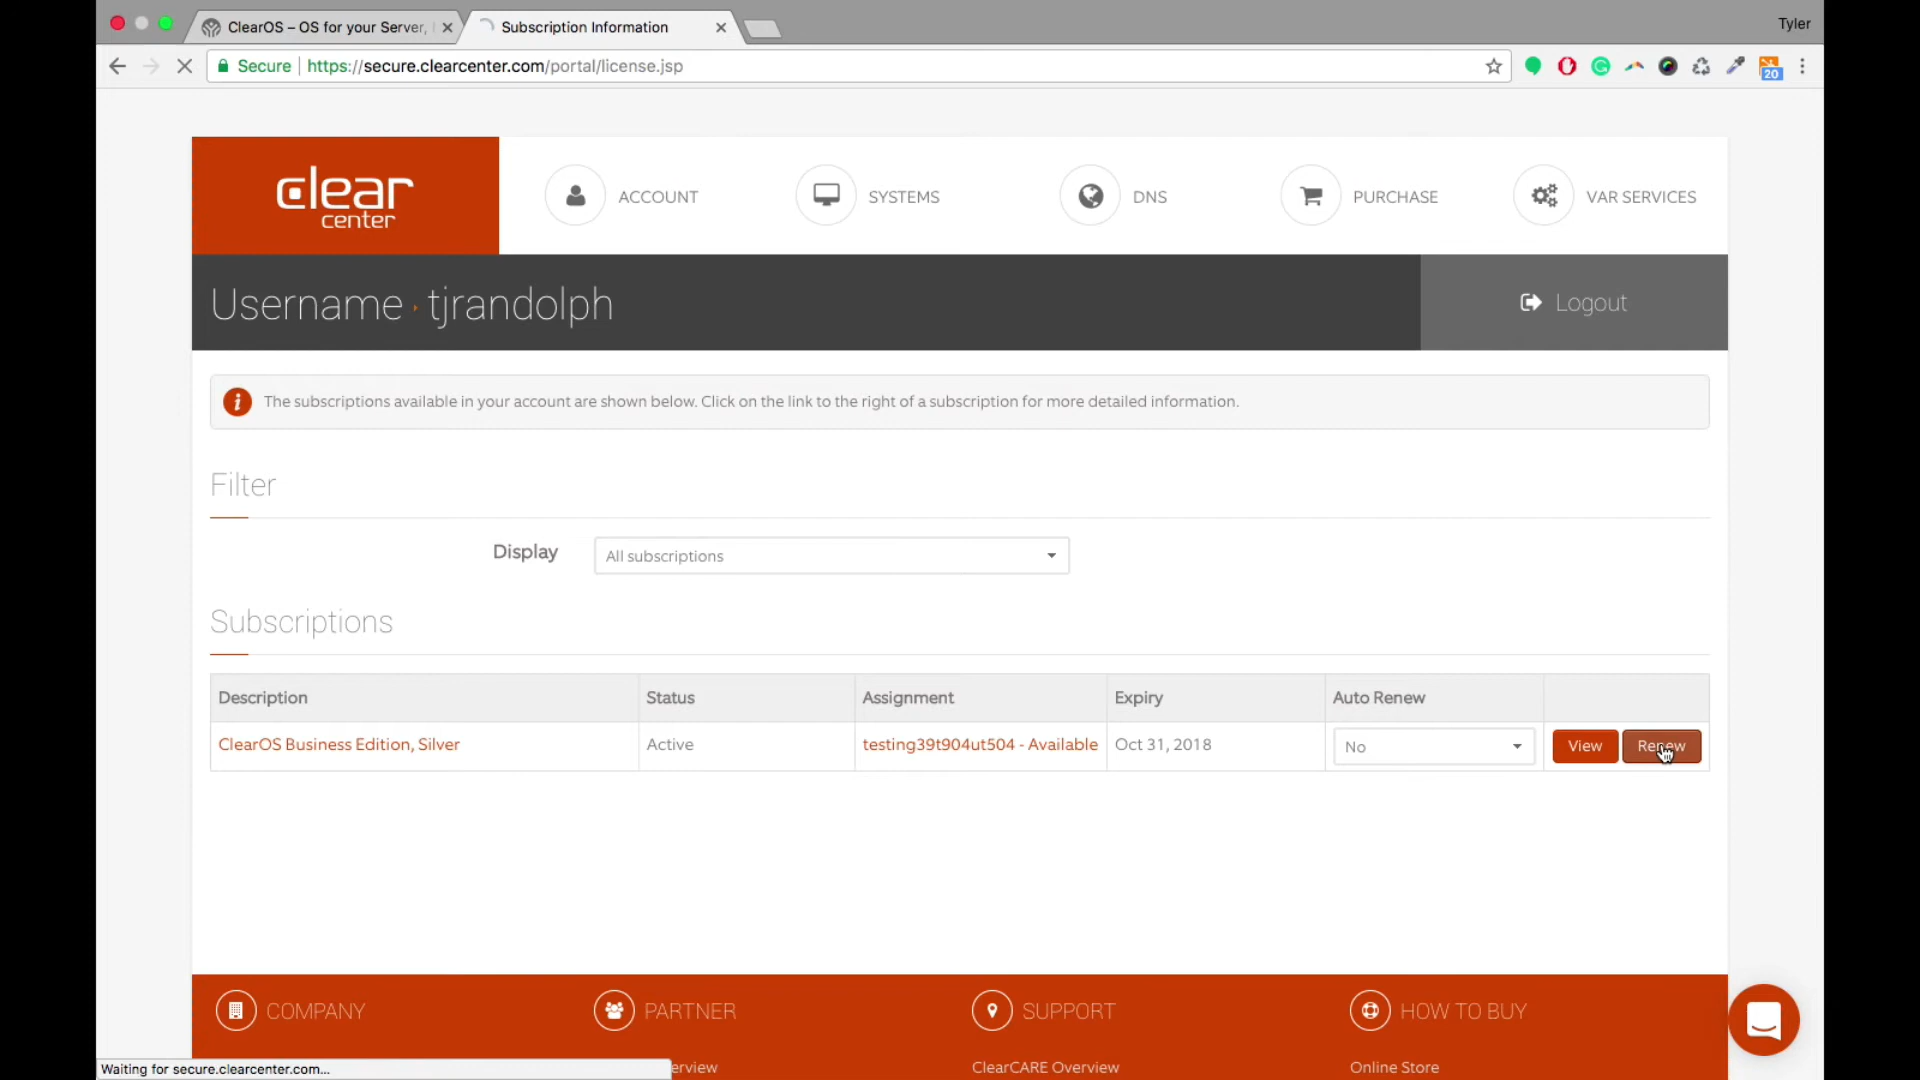 Tyler
ClearOS – OS for your Server,
Subscription Information
Secure https://secure.clearcenter.com/portal/license.jsp
20
clear
center
ACCOUNT
SYSTEMS
DNS
PURCHASE
VAR SERVICES
Username tjrandolph
Logout
The subscriptions available in your account are shown below. Click on the link to the right of a subscription for more detailed information.
Filter
Display
All subscriptions
Subscriptions
Description Status Assignment Expiry Auto Renew
ClearOS Business Edition, Silver Active testing39t904ut504 - Available Oct 31, 2018 No View Renew
COMPANY
PARTNER
SUPPORT
HOW TO BUY
Waiting for secure.clearcenter.com...
erview
ClearCARE Overview
Online Store